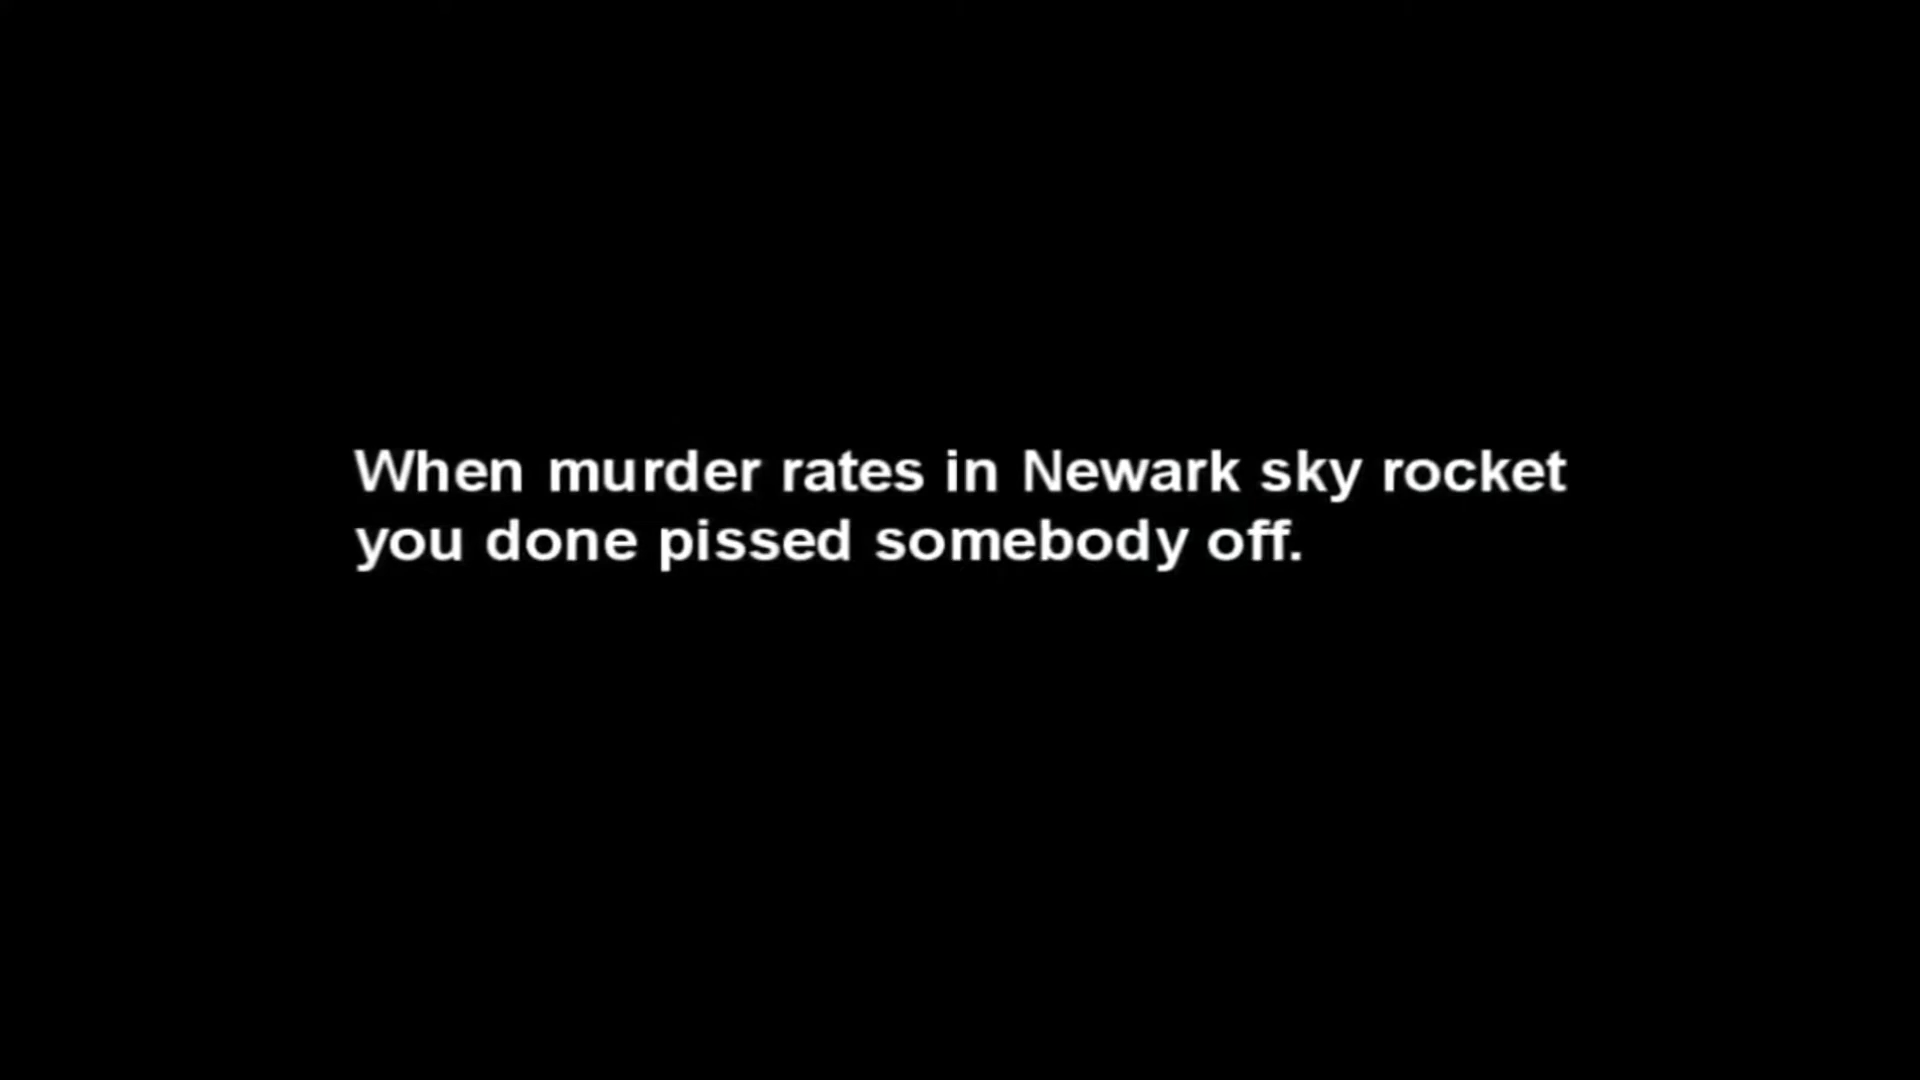 When murder rates in Newark sky rocket
you done pissed somebody off.